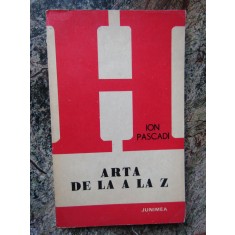 H
ION
PASCADI
ARTA
DE LA A LA Z
JUNIMEA